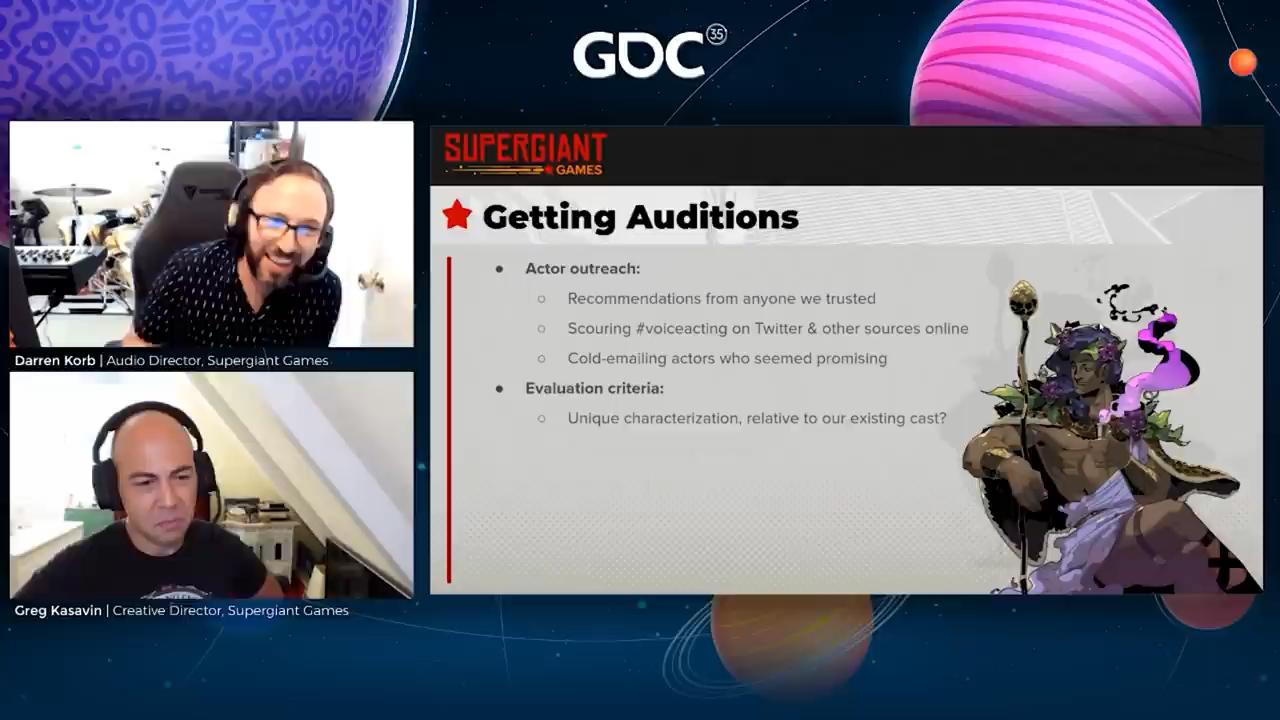 GDC 35
SUPERGIANT
GAMES
Getting Auditions
● Actor outreach:
○ Recommendations from anyone we trusted
○ Scouring #voiceacting on Twitter & other sources online
○ Cold-emailing actors who seemed promising
● Evaluation criteria:
○ Unique characterization, relative to our existing cast?
Darren Korb | Audio Director, Supergiant Games
Greg Kasavin | Creative Director, Supergiant Games